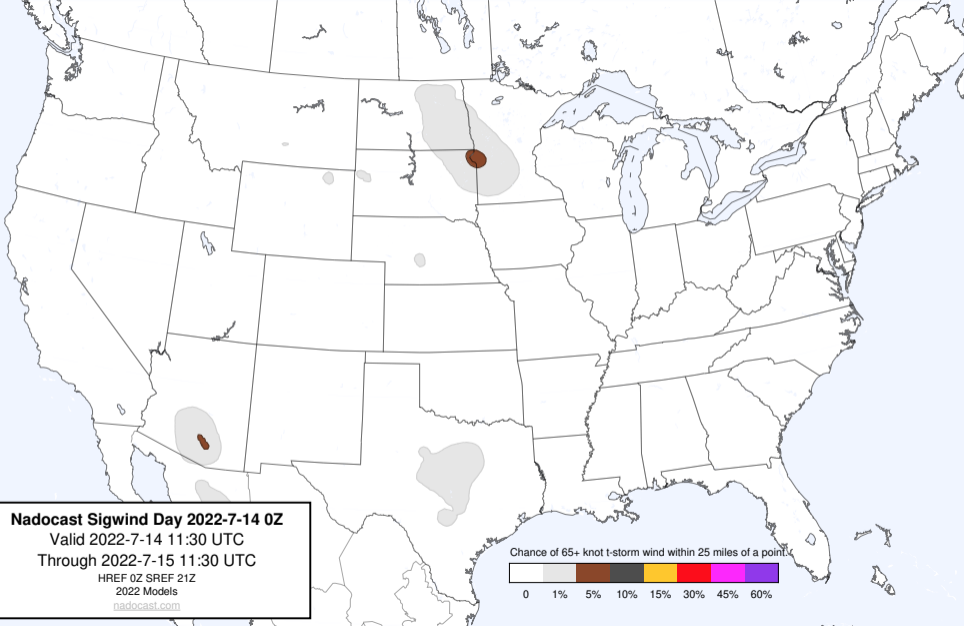 Nadocast Sigwind Day 2022-7-14 0Z
Valid 2022-7-14 11:30 UTC
Through 2022-7-15 11:30 UTC
HREF 0Z SREF 21Z
2022 Models
nadocast.com
Chance of 65+ knot t-storm wind within 25 miles of a point.
0 1% 5% 10% 15% 30% 45% 60%